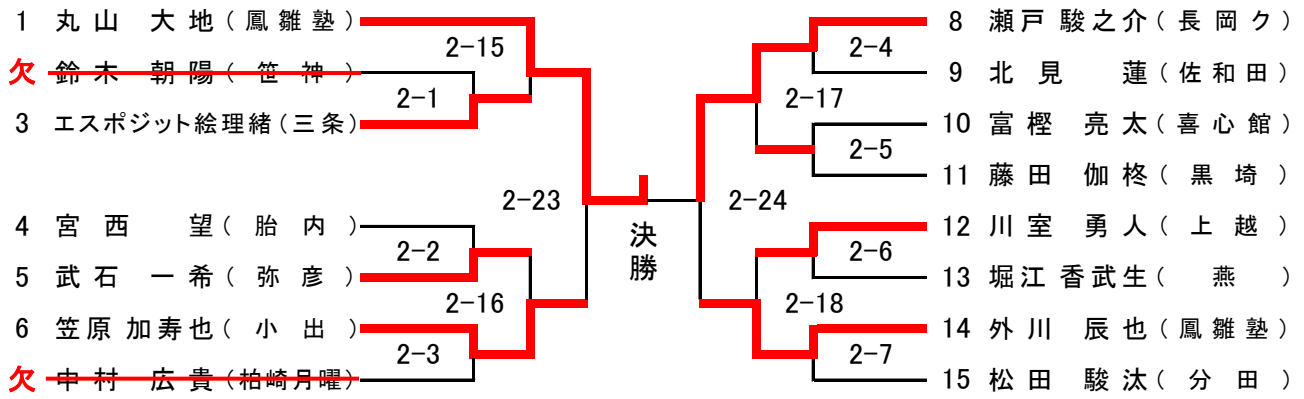 1 丸山 大地(鳳雛塾)
2-15
欠 鈴木 朝陽(笹神)
2-1
3 エスポジット絵理緒(三条)
2-23
4 宮西 望(胎内)
2-2
5 武石 一希(弥彦)
2-16
6 笠原 加寿也(小出)
2-3
欠 中村 広貴(柏崎月曜)
決勝
8 瀬戸 駿之介(長岡ク)
2-4
9 北見 蓮(佐和田)
2-17
10 富樫 亮太(喜心館)
2-5
11 藤田 伽柊(黒埼)
2-24
12 川室 勇人(上越)
2-6
13 堀江 香武生(燕)
2-18
14 外川 辰也(鳳雛塾)
2-7
15 松田 駿汰(分田)